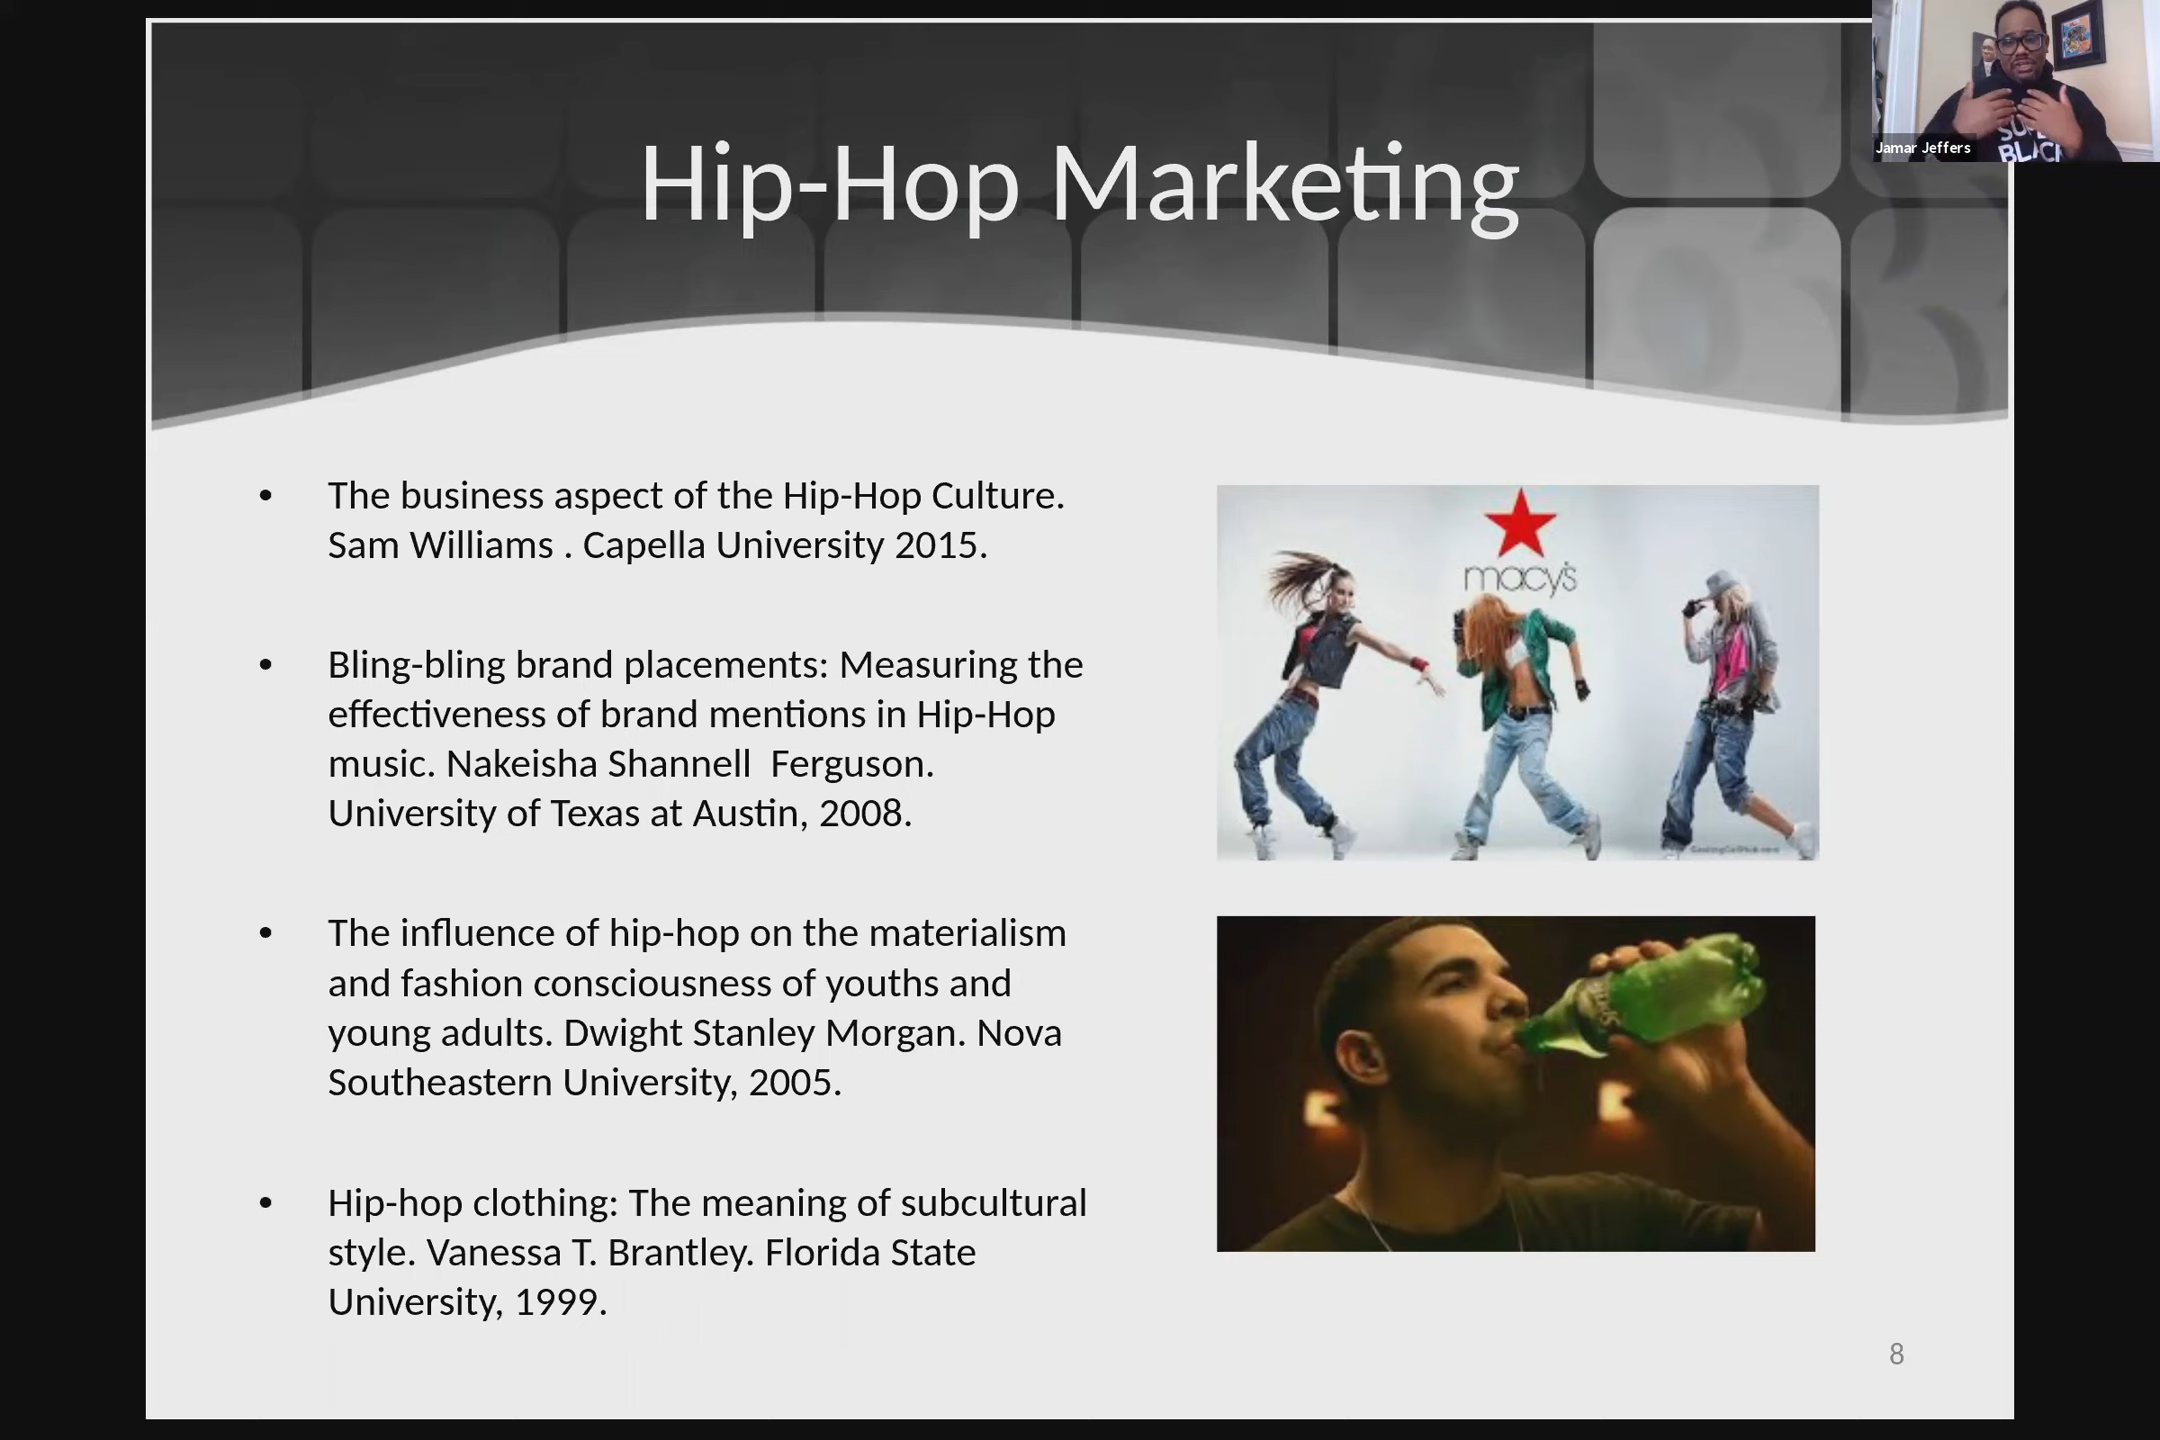 Hip-Hop Marketing
Jamar Jeffers
BLACK
• The business aspect of the Hip-Hop Culture.
Sam Williams . Capella University 2015.
• Bling-bling brand placements: Measuring the
effectiveness of brand mentions in Hip-Hop
music. Nakeisha Shannell  Ferguson.
University of Texas at Austin, 2008.
• The influence of hip-hop on the materialism
and fashion consciousness of youths and
young adults. Dwight Stanley Morgan. Nova
Southeastern University, 2005.
• Hip-hop clothing: The meaning of subcultural
style. Vanessa T. Brantley. Florida State
University, 1999.
macy's
8